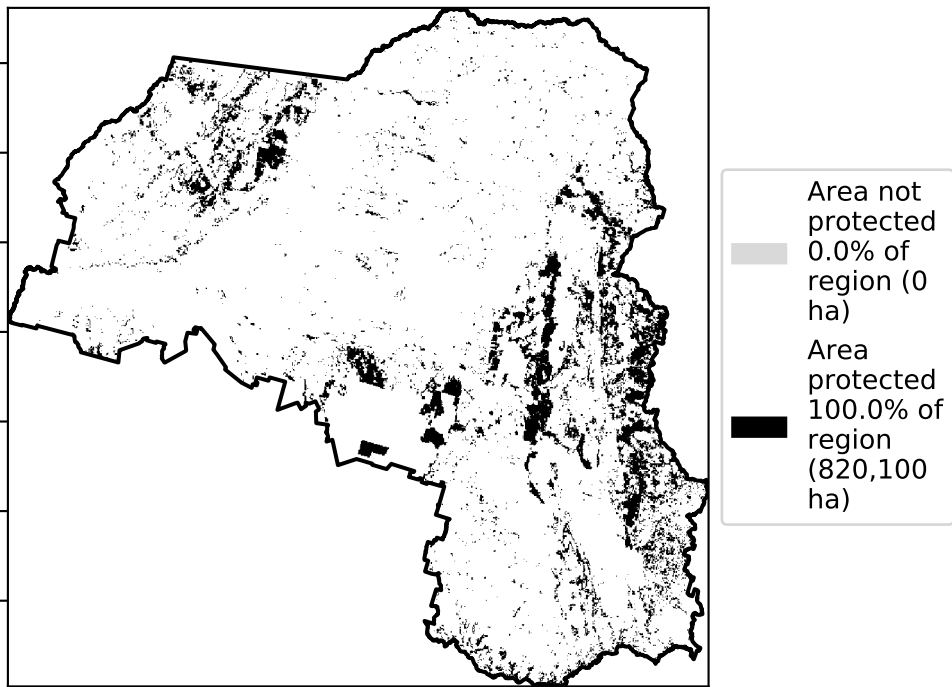 Area not
protected
0.0% of
region (0
ha)
Area
protected
100.0% of
region
(820,100
ha)